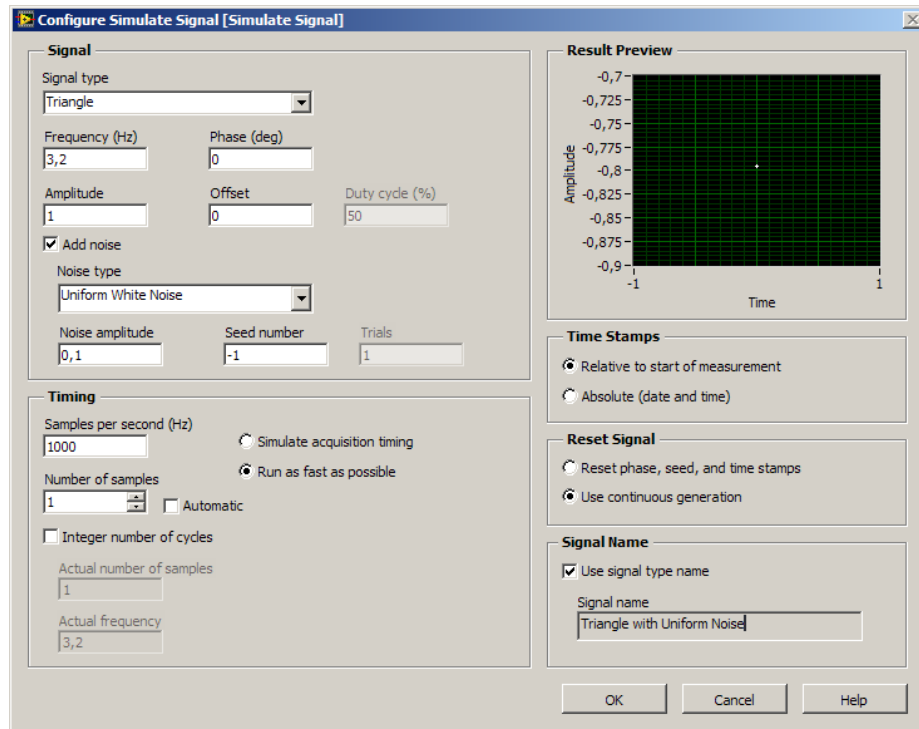 Configure Simulate Signal [Simulate Signal]
Signal
Signal type
Triangle
Frequency (Hz) Phase (deg)
3,2 0
Amplitude Offset Duty cycle (%)
1 0 50
Add noise
Noise type
Uniform White Noise
Noise amplitude Seed number Trials
0,1 -1 1
Timing
Samples per second (Hz)
1000
Simulate acquisition timing
Run as fast as possible
Number of samples
1 Automatic
Integer number of cycles
Actual number of samples
1
Actual frequency
3,2
Result Preview
-0,7
-0,725
-0,75
-0,775
-0,8
-0,825
-0,85
-0,875
-0,9
Amplitude
-1 1
Time
Time Stamps
Relative to start of measurement
Absolute (date and time)
Reset Signal
Reset phase, seed, and time stamps
Use continuous generation
Signal Name
Use signal type name
Signal name
Triangle with Uniform Noise
OK Cancel Help